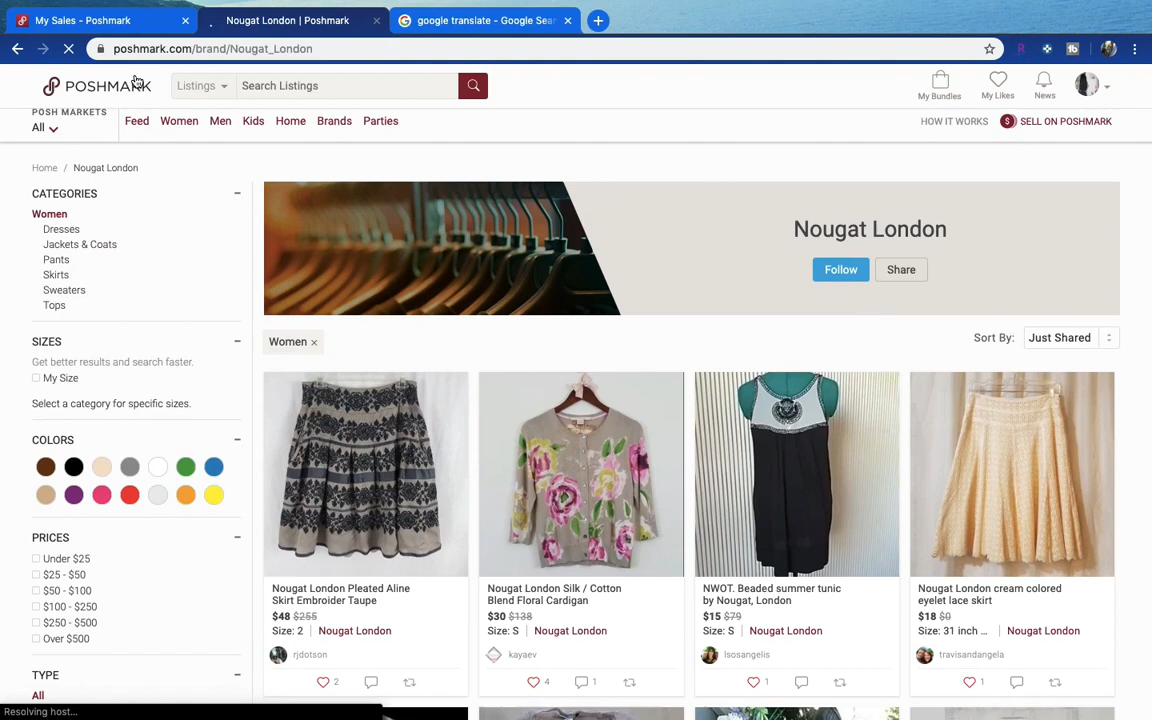 My Sales - Poshmark
Nougat London | Poshmark
google translate - Google Sear
poshmark.com/brand/Nougat_London
POSHMARK
Listings
Search Listings
My Bundles
My Likes
News
POSH MARKETS
All
Feed
Women
Men
Kids
Home
Brands
Parties
HOW IT WORKS
$ SELL ON POSHMARK
Home / Nougat London
CATEGORIES
Women
Dresses
Jackets & Coats
Pants
Skirts
Sweaters
Tops
SIZES
Get better results and search faster.
My Size
Select a category for specific sizes.
COLORS
PRICES
Under $25
$25 - $50
$50 - $100
$100 - $250
$250 - $500
Over $500
TYPE
All
Nougat London
Follow
Share
Women
Sort By: Just Shared
Nougat London Pleated Aline
Skirt Embroider Taupe
$48 $255
Size: 2 | Nougat London
rjdotson
2
Nougat London Silk / Cotton
Blend Floral Cardigan
$30 $138
Size: S | Nougat London
kayaev
4
1
NWOT. Beaded summer tunic
by Nougat, London
$15 $79
Size: S | Nougat London
lsosangelis
1
Nougat London cream colored
eyelet lace skirt
$18 $0
Size: 31 inch ... | Nougat London
travisandangela
1
Resolving host...